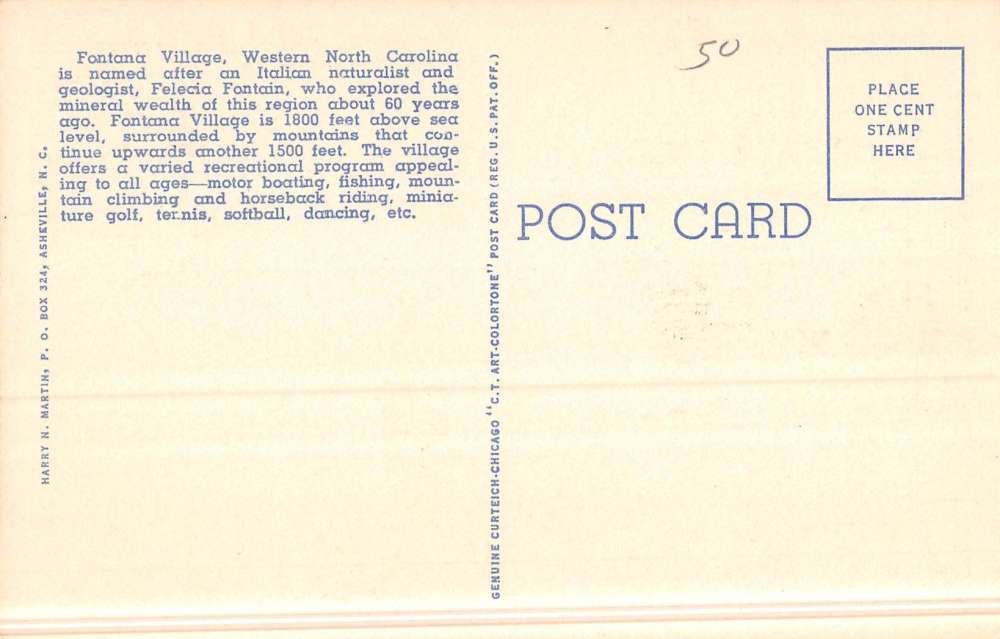 Fontana Village, Western North Carolina
is named after an Italian naturalist and
geologist, Felecia Fontain, who explored the
mineral wealth of this region about 60 years
ago. Fontana Village is 1800 feet above sea
level, surrounded by mountains that con-
tinue upwards another 1500 feet. The village
offers a varied recreational program appeal-
ing to all ages—motor boating, fishing, moun-
tain climbing and horseback riding, minia-
ture golf, tennis, softball, dancing, etc.
HARRY N. MARTIN, P. O. BOX 324, ASHEVILLE, N. C.
GENUINE CURTEICH-CHICAGO "C.T. ART-COLORTONE" POST CARD (REG. U.S. PAT. OFF.)
50
POST CARD
PLACE
ONE CENT
STAMP
HERE